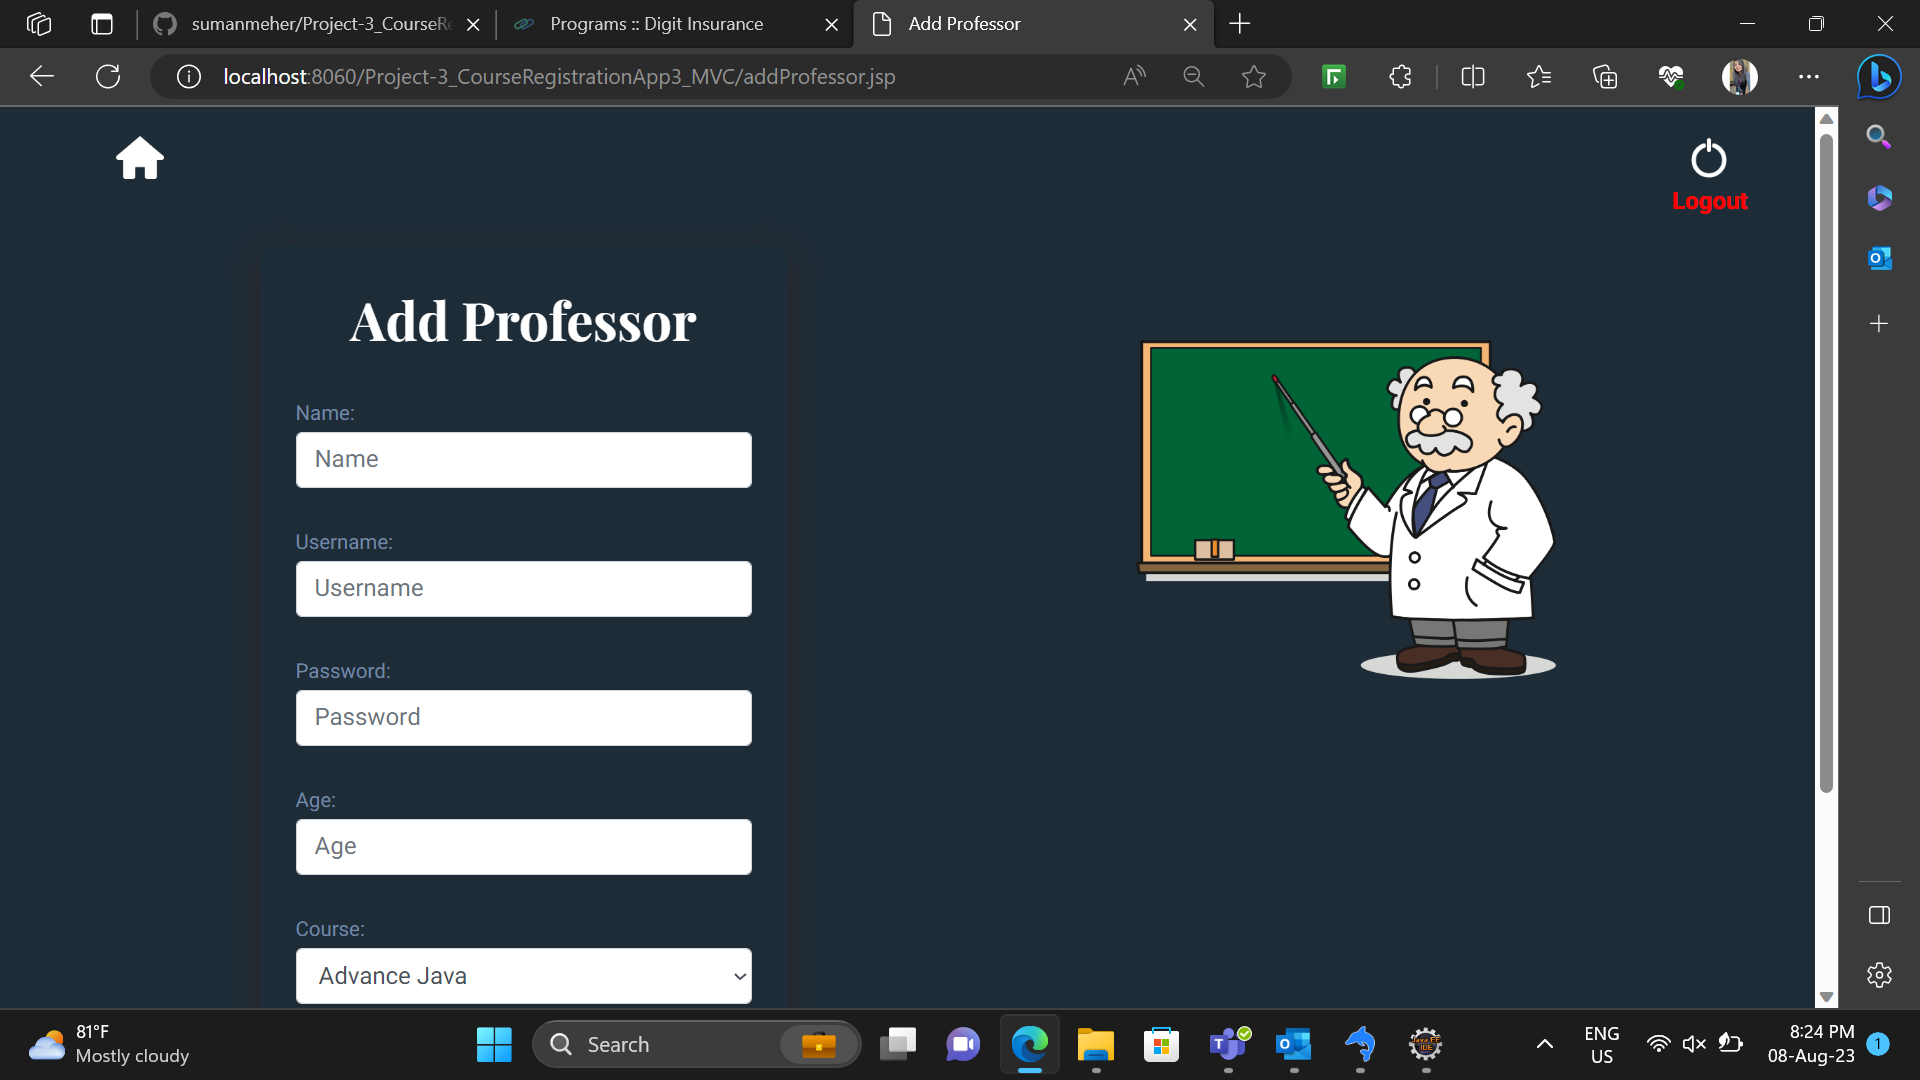 sumanmeher/Project-3_CourseRe
Programs :: Digit Insurance
Add Professor
localhost:8060/Project-3_CourseRegistrationApp3_MVC/addProfessor.jsp
Logout
Add Professor
Name:
Name
Username:
Username
Password:
Password
Age:
Age
Course:
Advance Java
81°F
Mostly cloudy
Search
ENG
US
8:24 PM
08-Aug-23
1